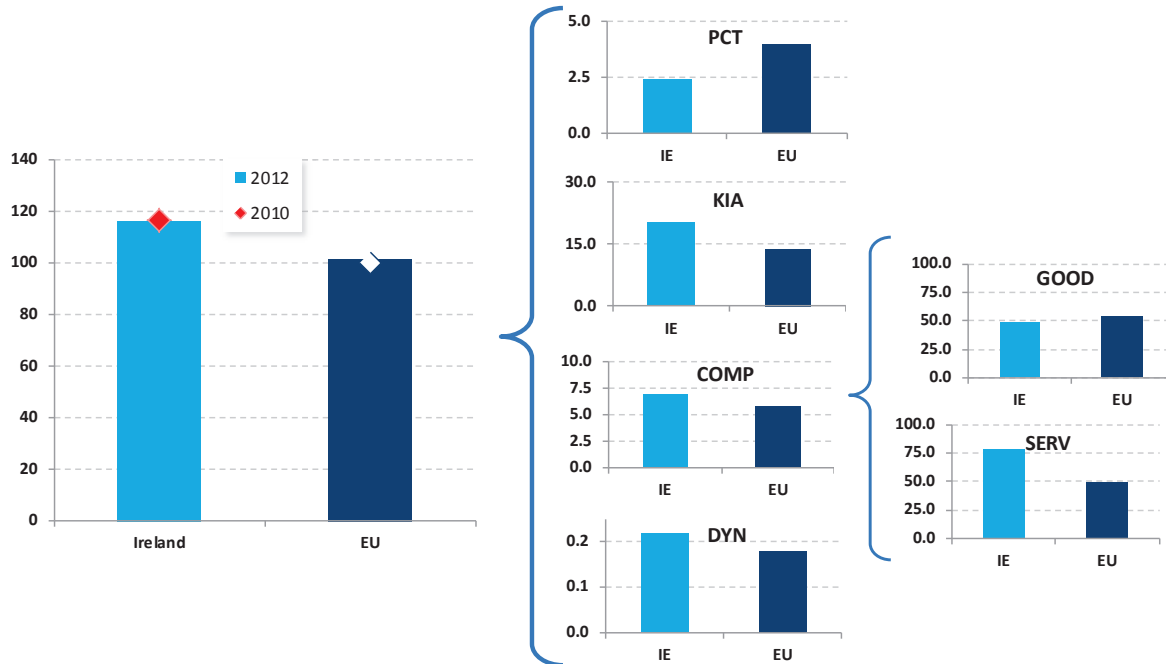 140
120
100
80
60
40
20
0
2012
2010
Ireland
EU
PCT
5.0
2.5
0.0
IE
EU
KIA
30.0
15.0
0.0
IE
EU
COMP
10.0
7.5
5.0
2.5
0.0
IE
EU
DYN
0.2
0.1
0.0
IE
EU
GOOD
100.0
75.0
50.0
25.0
0.0
IE
EU
SERV
100.0
75.0
50.0
25.0
0.0
IE
EU